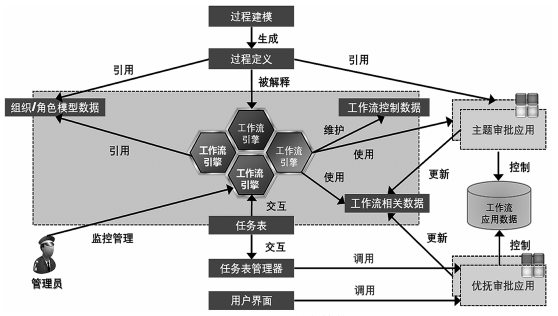 过程建模
生成
过程定义
引用
被解释
引用
组织/角色模型数据
工作流
引擎
工作流控制数据
主题审批应用
维护
工作流
引擎
工作流
引擎
使用
引用
工作流
引擎
使用
更新
控制
工作流
应用数据
交互
工作流相关数据
任务表
监控管理
交互
更新
控制
管理员
任务表管理器
调用
优抚审批应用
用户界面
调用